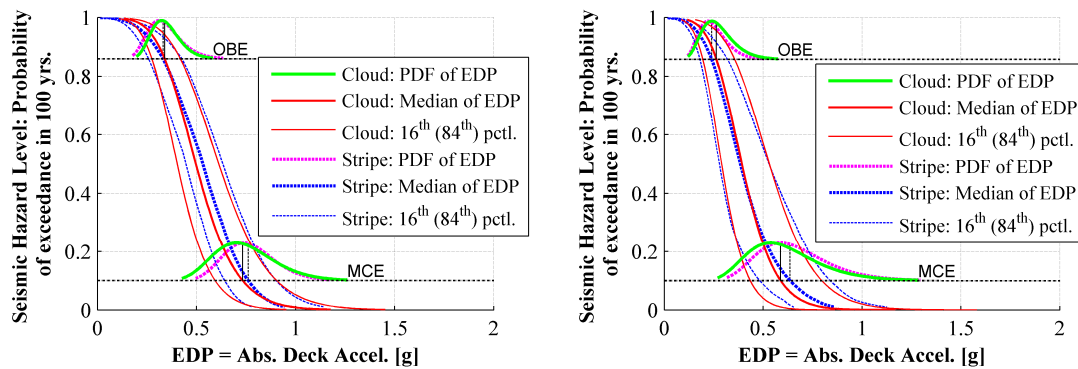 Seismic Hazard Level: Probability
of exceedance in 100 yrs.
1
0.8
0.6
0.4
0.2
0
OBE
Cloud: PDF of EDP
Cloud: Median of EDP
Cloud: 16th (84th) pctl.
Stripe: PDF of EDP
Stripe: Median of EDP
Stripe: 16th (84th) pctl.
MCE
0 0.5 1 1.5 2
EDP = Abs. Deck Accel. [g]
Seismic Hazard Level: Probability
of exceedance in 100 yrs.
1
0.8
0.6
0.4
0.2
0
OBE
Cloud: PDF of EDP
Cloud: Median of EDP
Cloud: 16th (84th) pctl.
Stripe: PDF of EDP
Stripe: Median of EDP
Stripe: 16th (84th) pctl.
MCE
0 0.5 1 1.5 2
EDP = Abs. Deck Accel. [g]